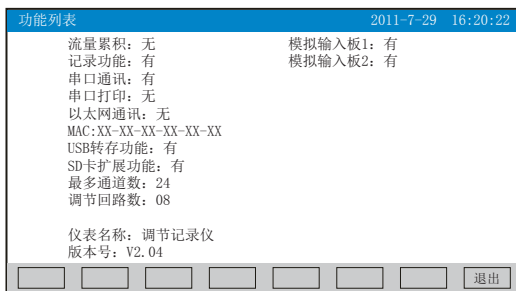 功能列表 2011-7-29 16:20:22
流量累积：无 模拟输入板1：有
记录功能：有 模拟输入板2：有
串口通讯：有
串口打印：无
以太网通讯：无
MAC:XX-XX-XX-XX-XX-XX
USB转存功能：有
SD卡扩展功能：有
最多通道数：24
调节回路数：08
仪表名称：调节记录仪
版本号：V2.04
退出